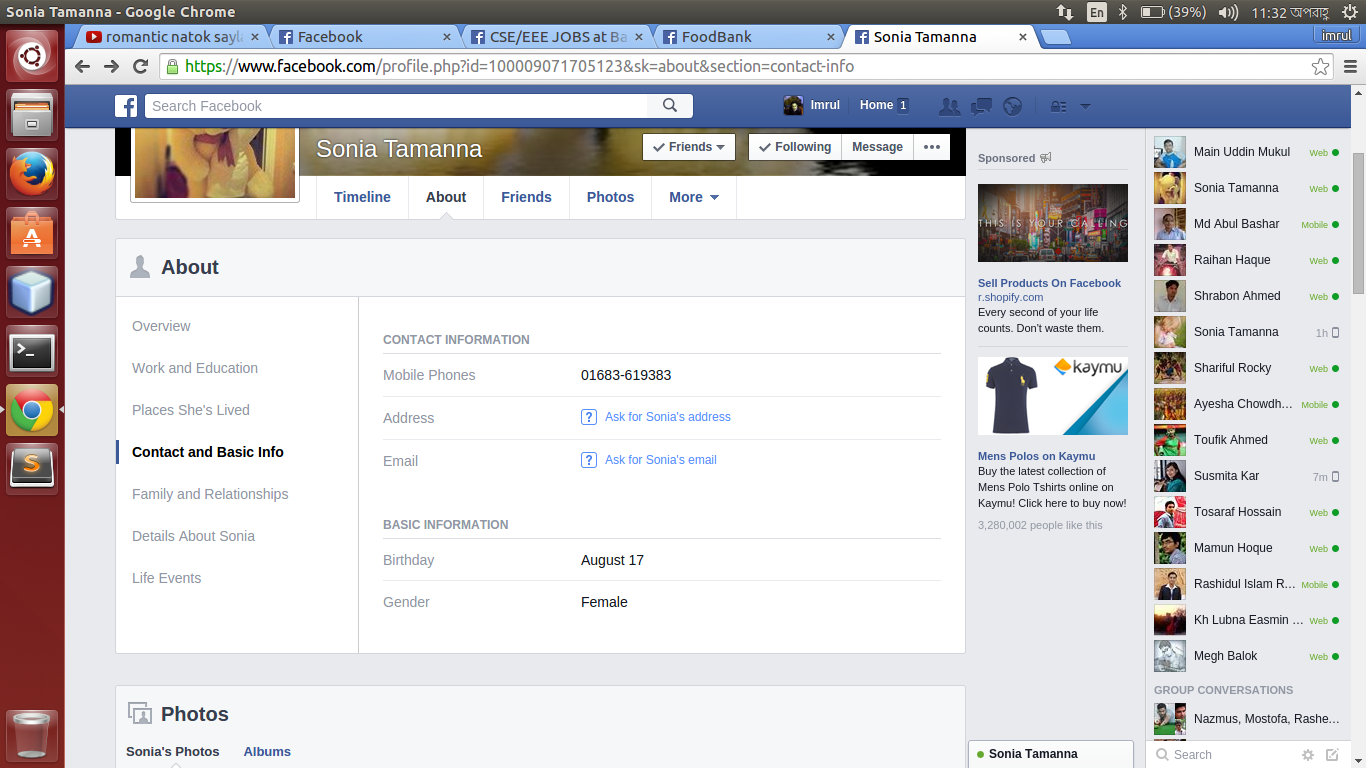 Sonia Tamanna - Google Chrome
En (39%) 11:32 অপরাহ্ণ
romantic natok sayla × Facebook × CSE/EEE JOBS at Ba × FoodBank × Sonia Tamanna × imrul
https://www.facebook.com/profile.php?id=100009071705123&sk=about&section=contact-info
f Search Facebook Imrul Home 1
Sonia Tamanna Friends Following Message •••
Timeline About Friends Photos More
About
Overview
Work and Education
Places She's Lived
Contact and Basic Info
Family and Relationships
Details About Sonia
Life Events
CONTACT INFORMATION
Mobile Phones 01683-619383
Address ? Ask for Sonia's address
Email ? Ask for Sonia's email
BASIC INFORMATION
Birthday August 17
Gender Female
Photos
Sonia's Photos Albums
Sponsored
THIS IS YOUR CALLING
Sell Products On Facebook
r.shopify.com
Every second of your life
counts. Don't waste them.
kaymu
Mens Polos on Kaymu
Buy the latest collection of
Mens Polo Tshirts online on
Kaymu! Click here to buy now!
3,280,002 people like this
Main Uddin Mukul Web
Sonia Tamanna Web
Md Abul Bashar Mobile
Raihan Haque Web
Shrabon Ahmed Web
Sonia Tamanna 1h
Shariful Rocky Web
Ayesha Chowdh... Mobile
Toufik Ahmed Web
Susmita Kar 7m
Tosaraf Hossain Web
Mamun Hoque Web
Rashidul Islam R... Mobile
Kh Lubna Easmin ... Web
Megh Balok Web
GROUP CONVERSATIONS
Nazmus, Mostofa, Rashe...
Sonia Tamanna
Search